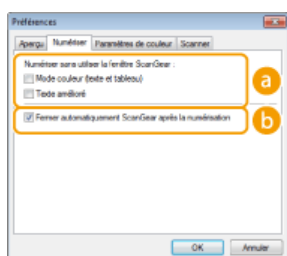 Préférences
Aperçu Numériser Paramètres de couleur Scanner
Numériser sans utiliser la fenêtre ScanGear :
Mode couleur (texte et tableau)
Texte amélioré
a
Fermer automatiquement ScanGear après la numérisation
b
OK Annuler